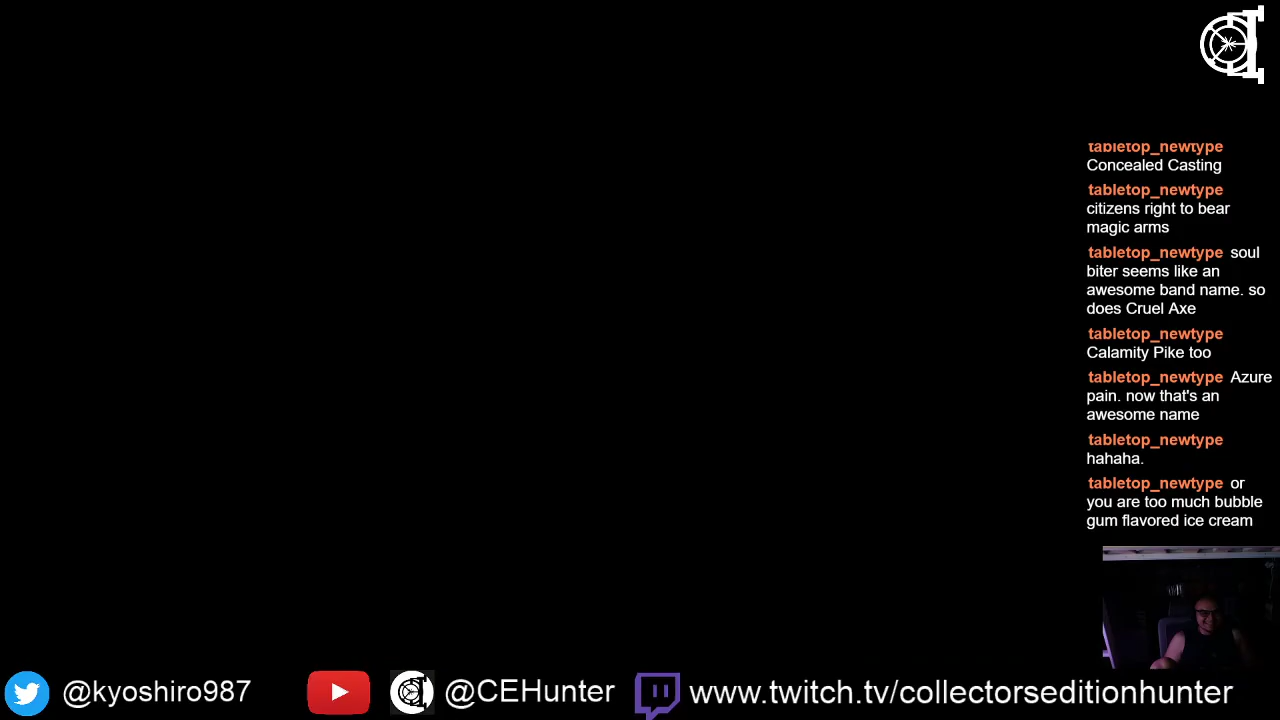 tabletop_newtype
Concealed Casting
tabletop_newtype
citizens right to bear
magic arms
tabletop_newtype soul
biter seems like an
awesome band name. so
does Cruel Axe
tabletop_newtype
Calamity Pike too
tabletop_newtype Azure
pain. now that's an
awesome name
tabletop_newtype
hahaha.
tabletop_newtype or
you are too much bubble
gum flavored ice cream
@kyoshiro987
@CEHunter
www.twitch.tv/collectorseditionhunter